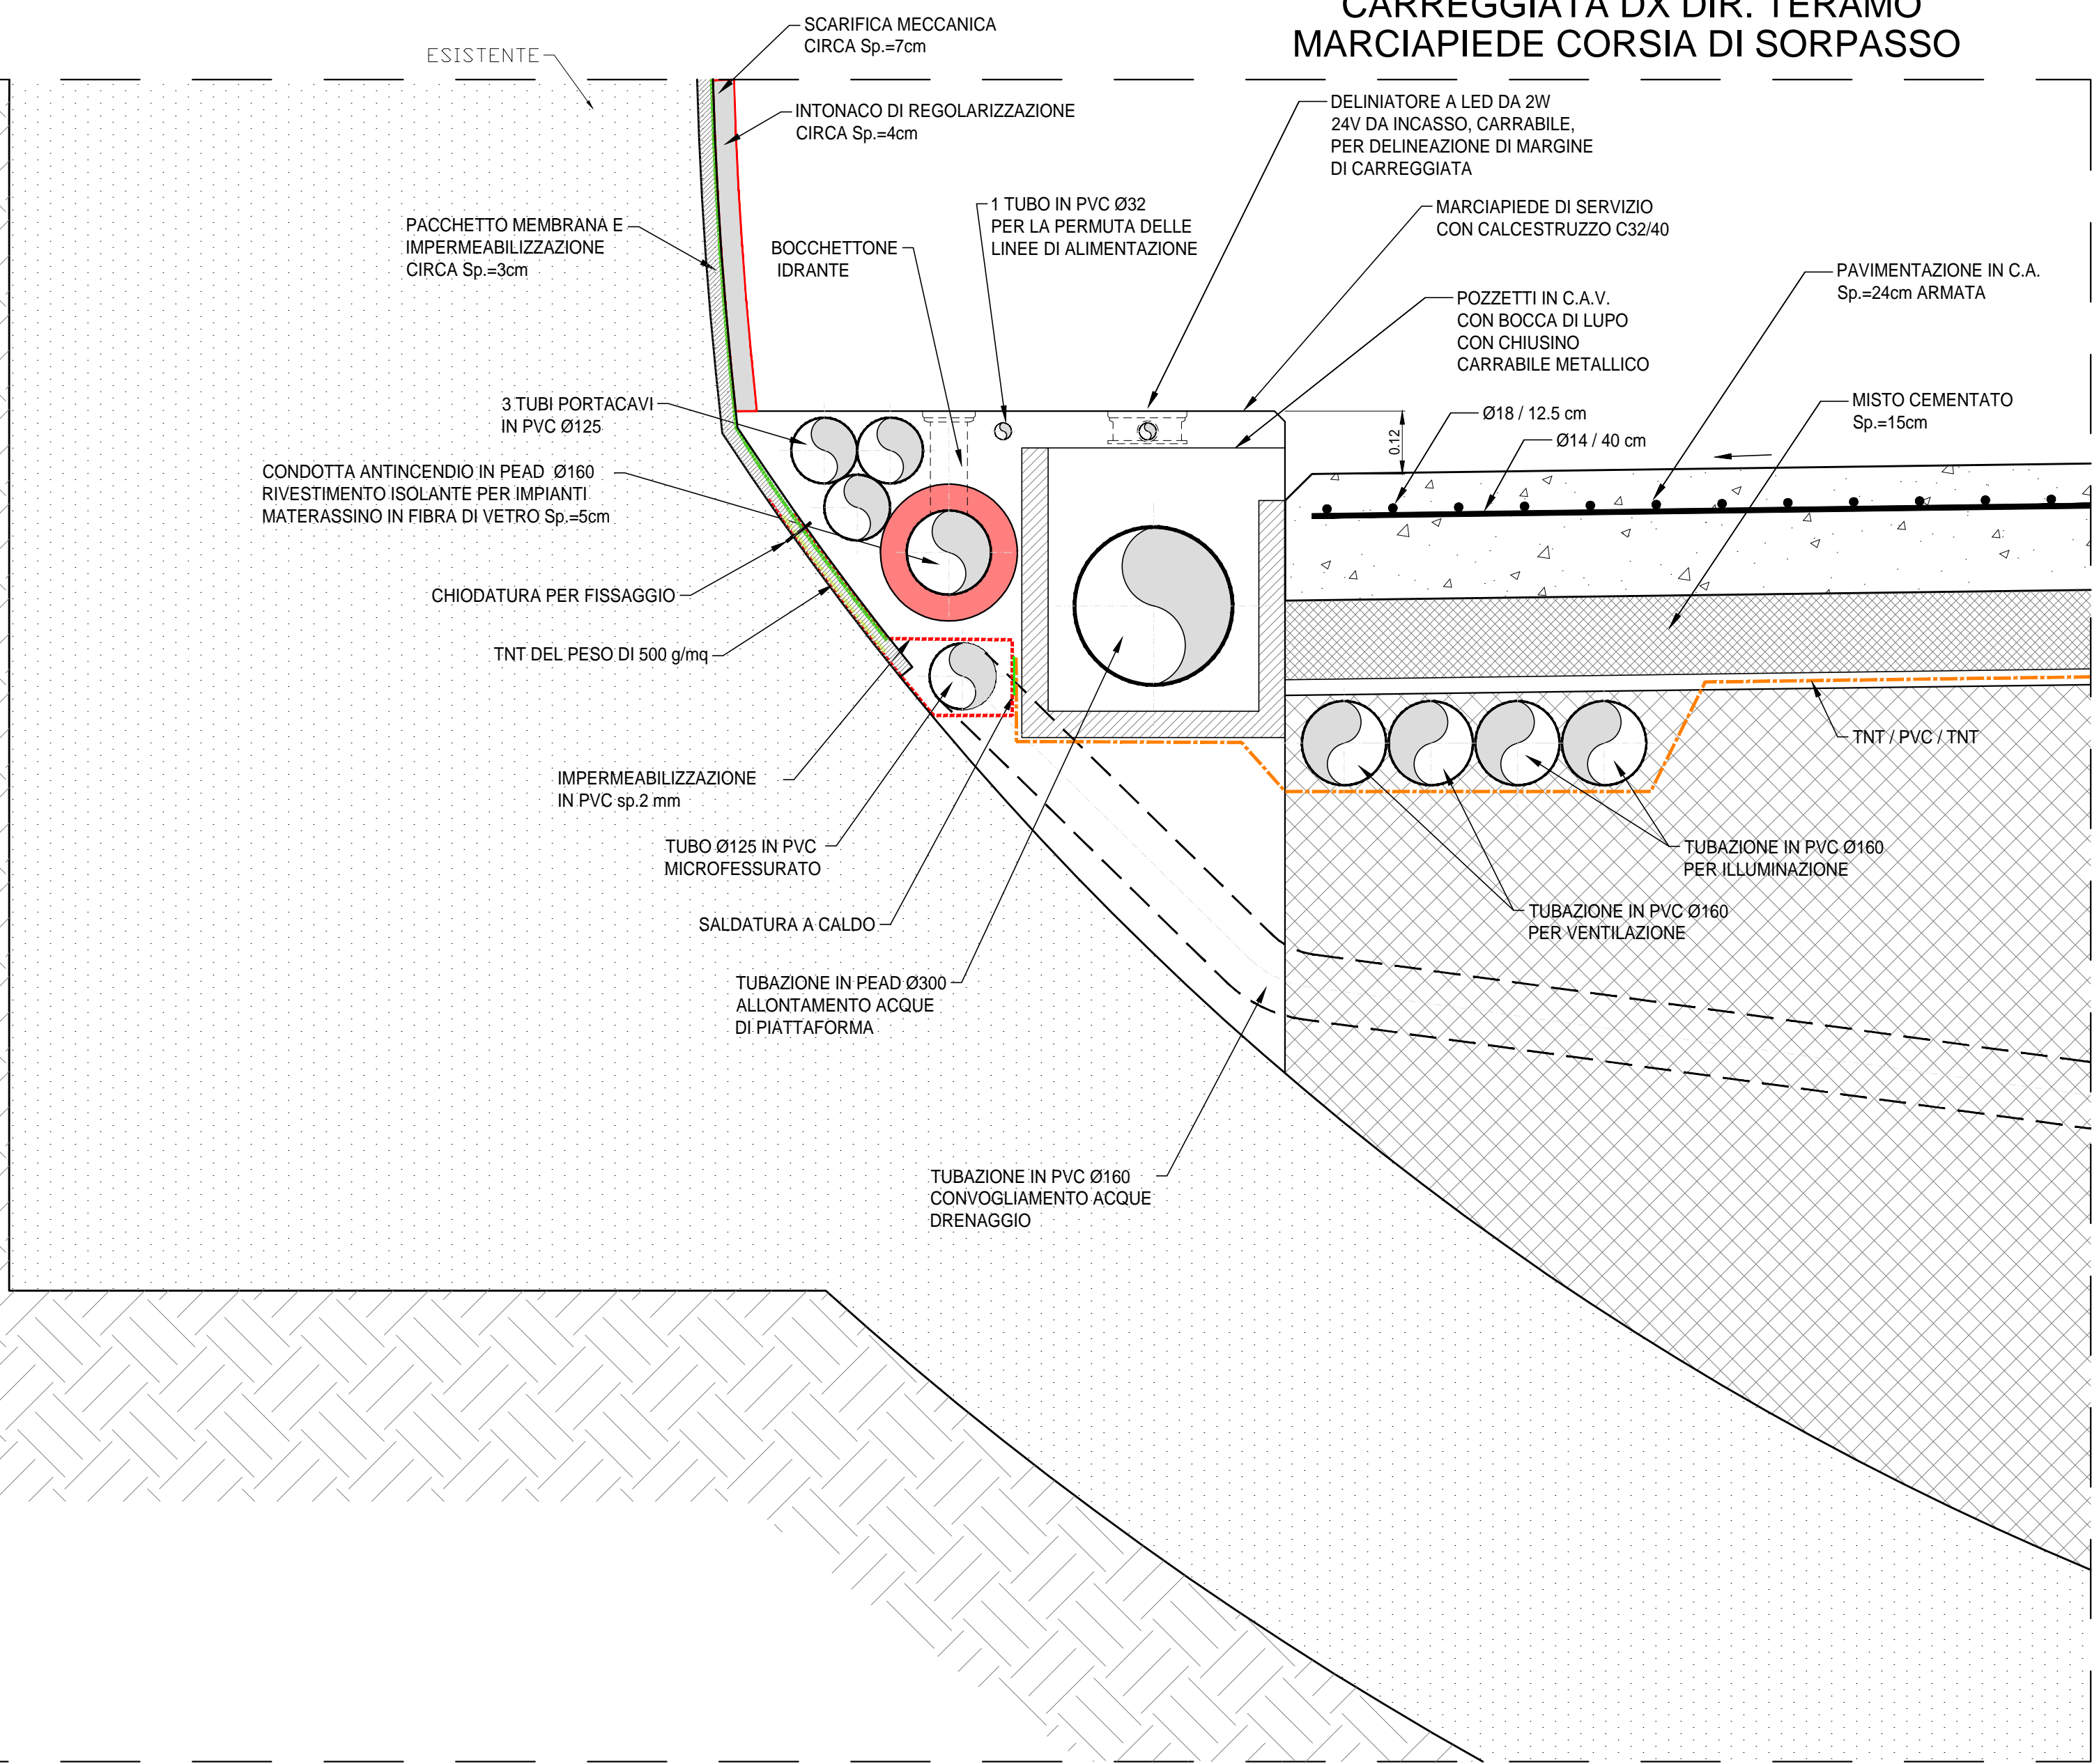 CARREGGIATA DX DIR. TERAMO
MARCIAPIEDE CORSIA DI SORPASSO
SCARIFICA MECCANICA
CIRCA Sp.=7cm
ESISTENTE
INTONACO DI REGOLARIZZAZIONE
CIRCA Sp.=4cm
DELINIATORE A LED DA 2W
24V DA INCASSO, CARRABILE,
PER DELINEAZIONE DI MARGINE
DI CARREGGIATA
PACCHETTO MEMBRANA E
IMPERMEABILIZZAZIONE
CIRCA Sp.=3cm
BOCCHETTONE
IDRANTE
1 TUBO IN PVC Ø32
PER LA PERMUTA DELLE
LINEE DI ALIMENTAZIONE
MARCIAPIEDE DI SERVIZIO
CON CALCESTRUZZO C32/40
POZZETTI IN C.A.V.
CON BOCCA DI LUPO
CON CHIUSINO
CARRABILE METALLICO
PAVIMENTAZIONE IN C.A.
Sp.=24cm ARMATA
3 TUBI PORTACAVI
IN PVC Ø125
0.12
Ø18 / 12.5 cm
Ø14 / 40 cm
MISTO CEMENTATO
Sp.=15cm
CONDOTTA ANTINCENDIO IN PEAD Ø160
RIVESTIMENTO ISOLANTE PER IMPIANTI
MATERASSINO IN FIBRA DI VETRO Sp.=5cm
CHIODATURA PER FISSAGGIO
TNT DEL PESO DI 500 g/mq
TNT / PVC / TNT
IMPERMEABILIZZAZIONE
IN PVC sp.2 mm
TUBO Ø125 IN PVC
MICROFESSURATO
TUBAZIONE IN PVC Ø160
PER ILLUMINAZIONE
SALDATURA A CALDO
TUBAZIONE IN PVC Ø160
PER VENTILAZIONE
TUBAZIONE IN PEAD Ø300
ALLONTAMENTO ACQUE
DI PIATTAFORMA
TUBAZIONE IN PVC Ø160
CONVOGLIAMENTO ACQUE
DRENAGGIO